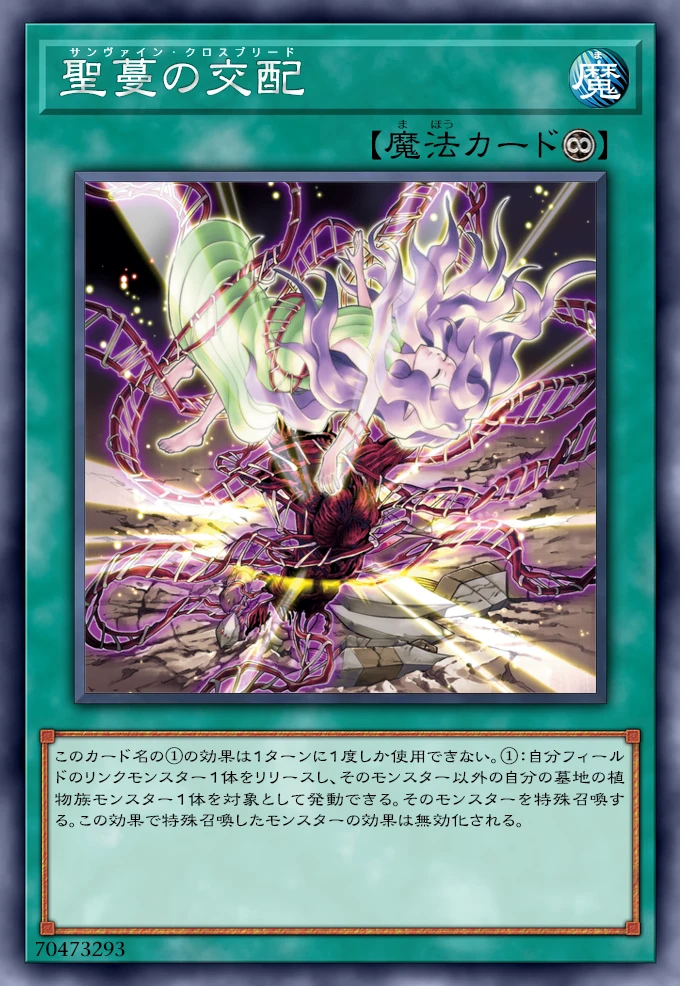 サンヴァイン・クロスブリード
聖蔓の交配
ま
魔
ま ほう
【魔法カード♾】
このカード名の①の効果は１ターンに１度しか使用できない。①：自分フィール
ドのリンクモンスター１体をリリースし、そのモンスター以外の自分の墓地の植
物族モンスター１体を対象として発動できる。そのモンスターを特殊召喚す
る。この効果で特殊召喚したモンスターの効果は無効化される。
70473293